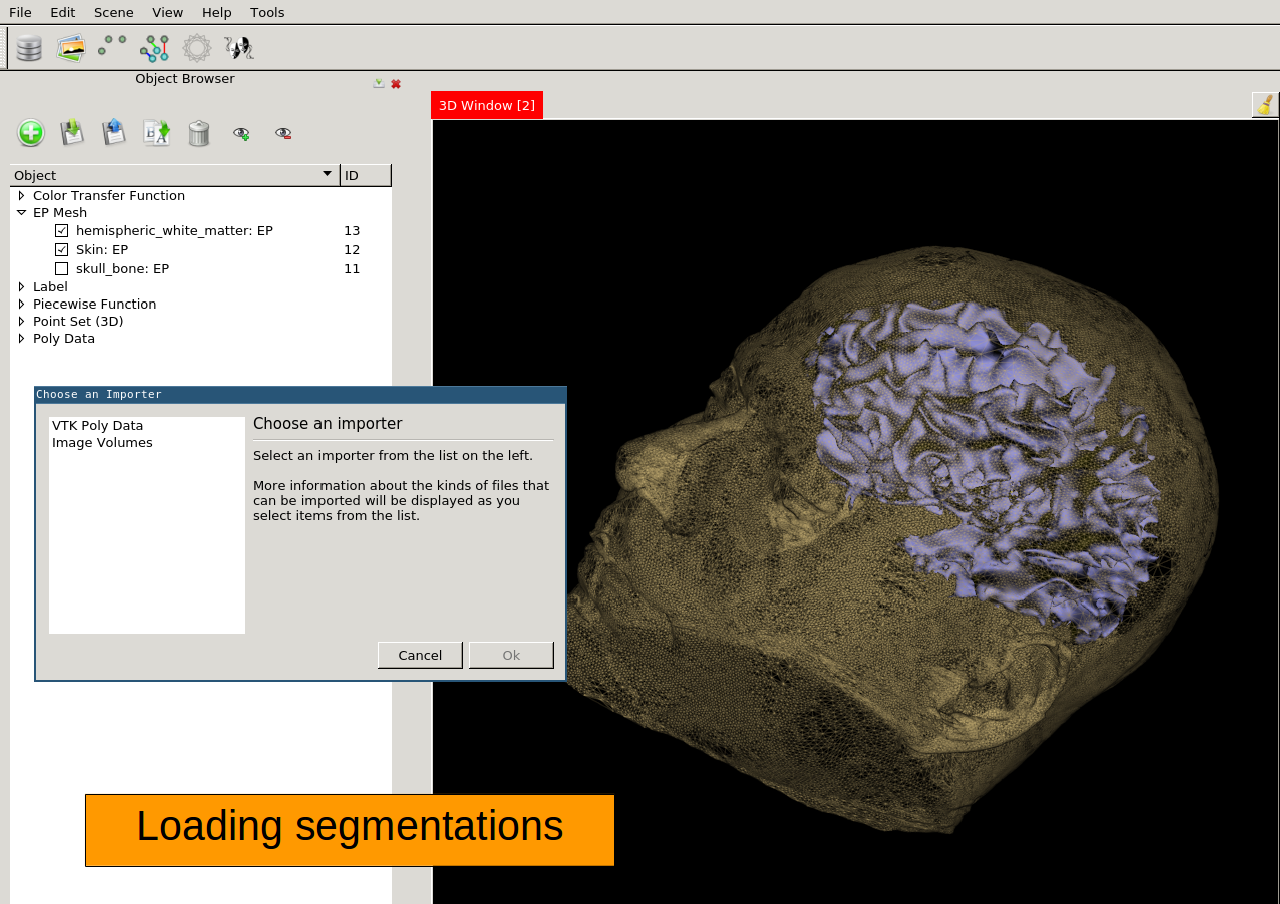 File Edit Scene View Help Tools
Object Browser
3D Window [2]
Object ID
Color Transfer Function
EP Mesh
hemispheric_white_matter: EP 13
Skin: EP 12
skull_bone: EP 11
Label
Piecewise Function
Point Set (3D)
Poly Data
Choose an Importer
VTK Poly Data
Image Volumes
Choose an importer
Select an importer from the list on the left.
More information about the kinds of files that
can be imported will be displayed as you
select items from the list.
Cancel Ok
Loading segmentations